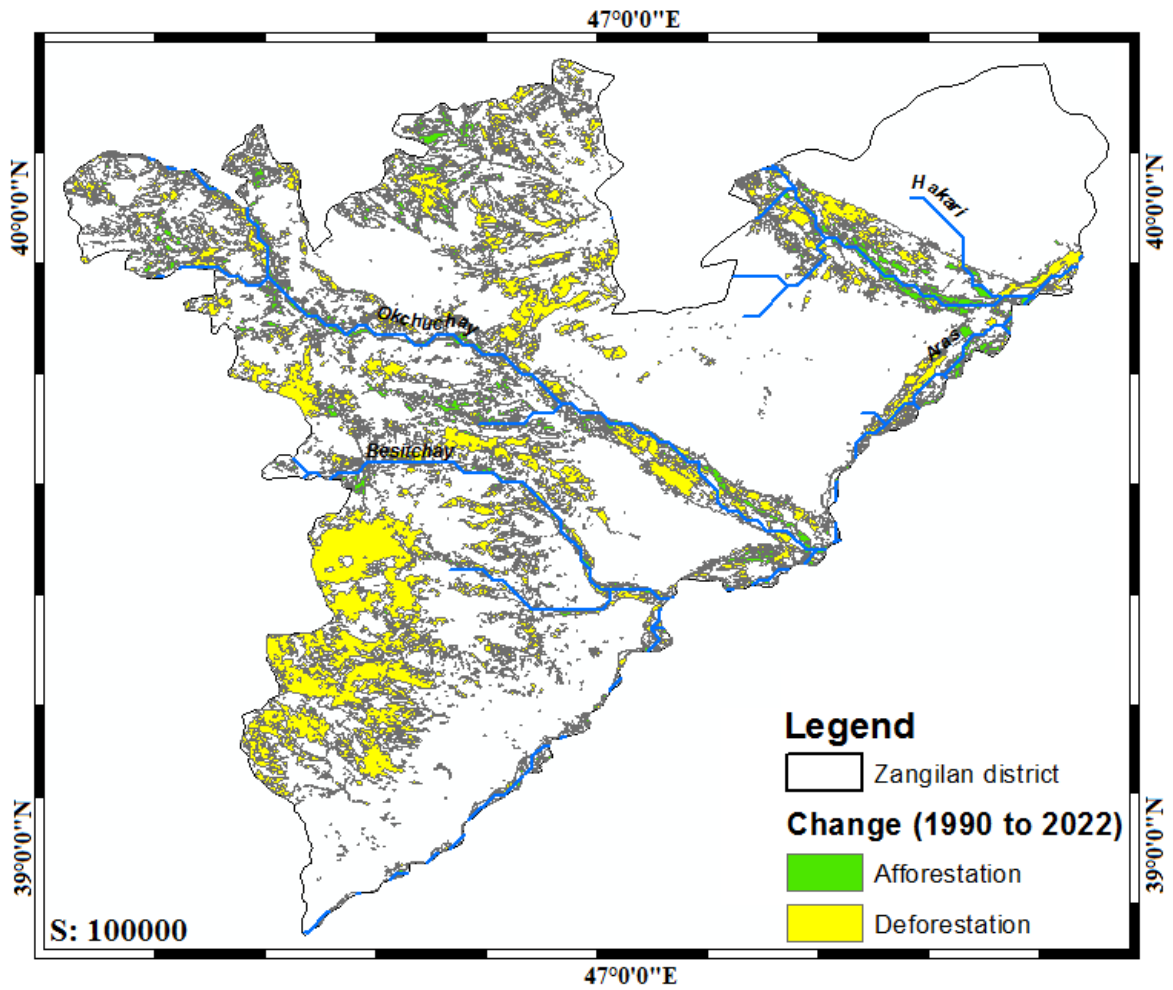 47°0'0"E
40°0'0"N
40°0'0"N
Hakari
Okchuchay
Aras
Besitchay
Legend
Zangilan district
Change (1990 to 2022)
Afforestation
Deforestation
39°0'0"N
39°0'0"N
S: 100000
47°0'0"E